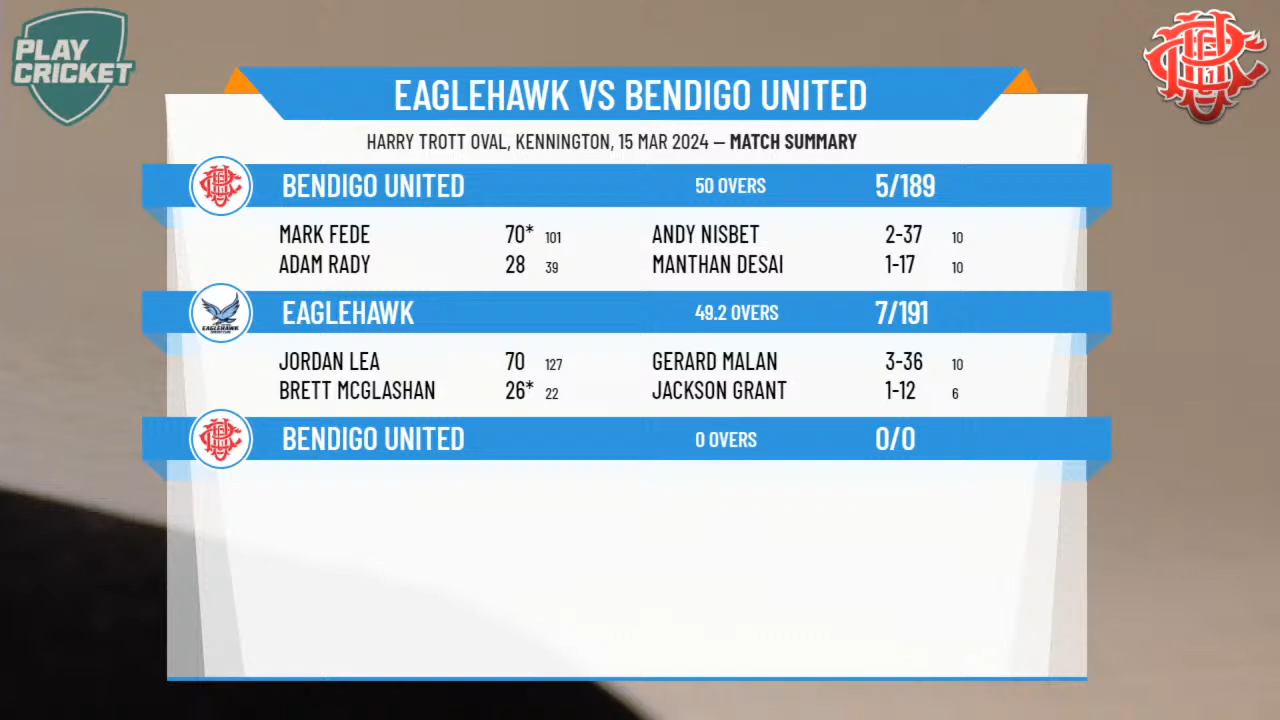 PLAY
CRICKET
EAGLEHAWK VS BENDIGO UNITED
HARRY TROTT OVAL, KENNINGTON, 15 MAR 2024 – MATCH SUMMARY
BENDIGO UNITED 50 OVERS 5/189
MARK FEDE 70* 101 ANDY NISBET 2-37 10
ADAM RADY 28 39 MANTHAN DESAI 1-17 10
EAGLEHAWK
EAGLEHAWK 49.2 OVERS 7/191
JORDAN LEA 70 127 GERARD MALAN 3-36 10
BRETT MCGLASHAN 26* 22 JACKSON GRANT 1-12 6
BENDIGO UNITED 0 OVERS 0/0